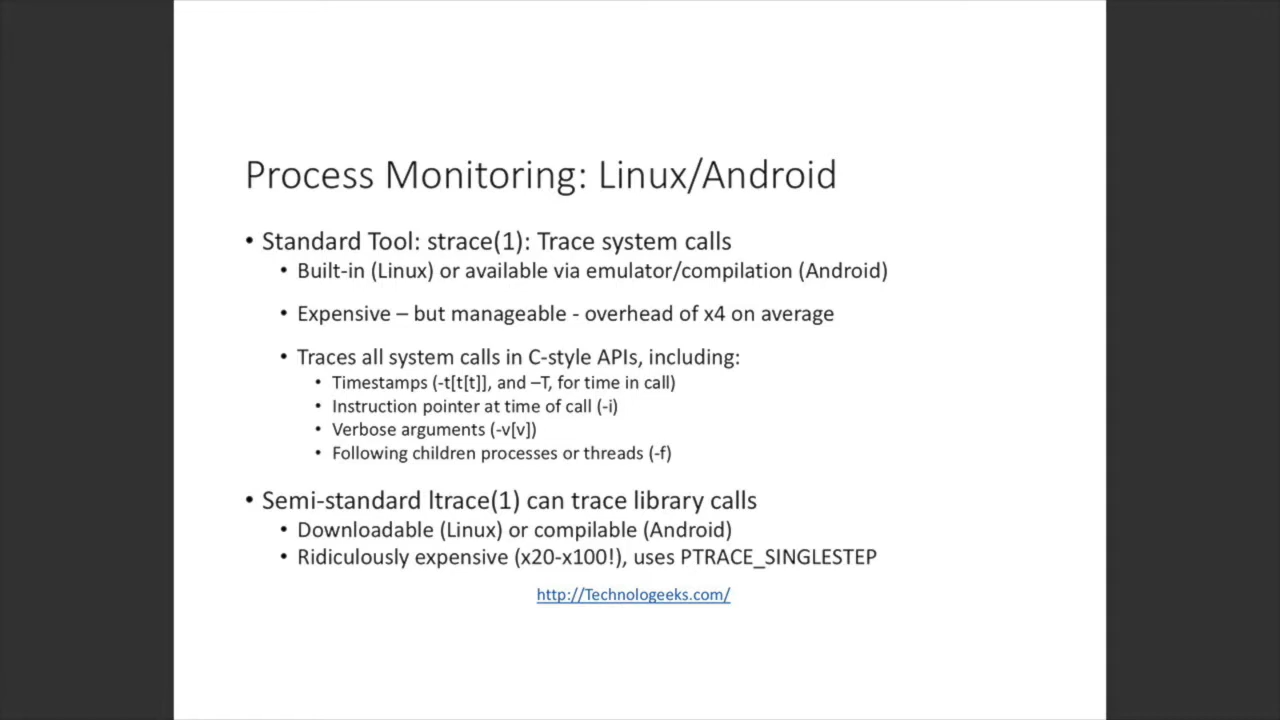 Process Monitoring: Linux/Android
• Standard Tool: strace(1): Trace system calls
• Built-in (Linux) or available via emulator/compilation (Android)
• Expensive – but manageable - overhead of x4 on average
• Traces all system calls in C-style APIs, including:
• Timestamps (-t[t[t]], and –T, for time in call)
• Instruction pointer at time of call (-i)
• Verbose arguments (-v[v])
• Following children processes or threads (-f)
• Semi-standard ltrace(1) can trace library calls
• Downloadable (Linux) or compilable (Android)
• Ridiculously expensive (x20-x100!), uses PTRACE_SINGLESTEP
http://Technologeeks.com/